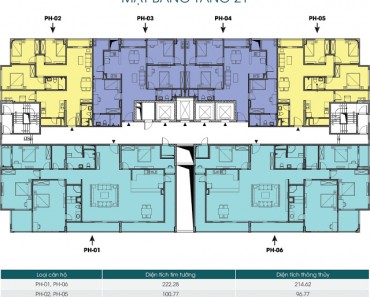 MẶT BẰNG TẦNG 21
PH-02
PH-03
PH-04
PH-05
PH-01
PH-06
Loại căn hộ Diện tích tim tường Diện tích thông thủy
PH-01, PH-06 222.28 214.62
PH-02, PH-05 100.77 96.77